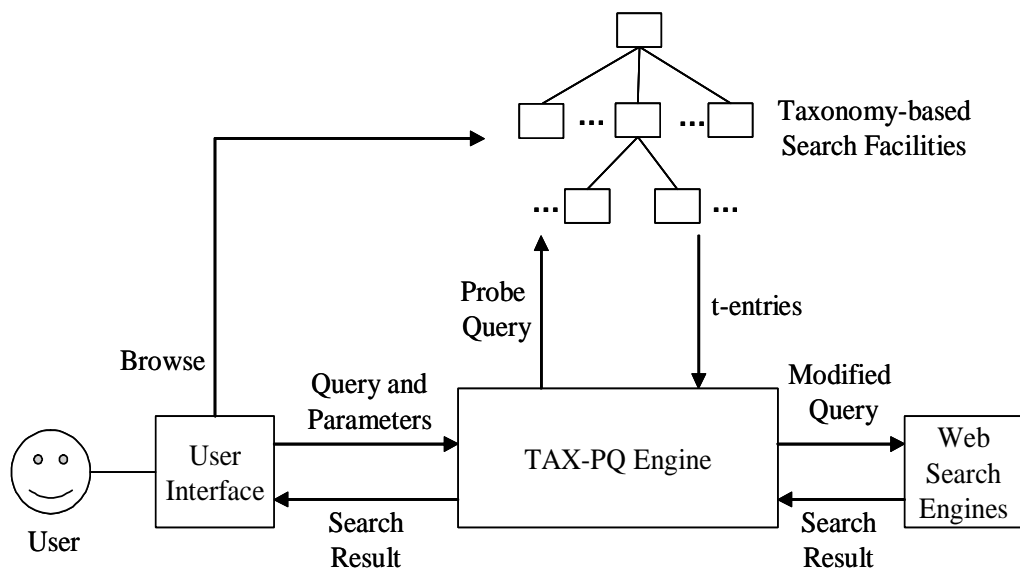 Taxonomy-based
Search Facilities
...
...
...
...
Probe
Query
t-entries
Browse
Query and
Parameters
Modified
Query
User
Interface
TAX-PQ Engine
Web
Search
Engines
User
Search
Result
Search
Result